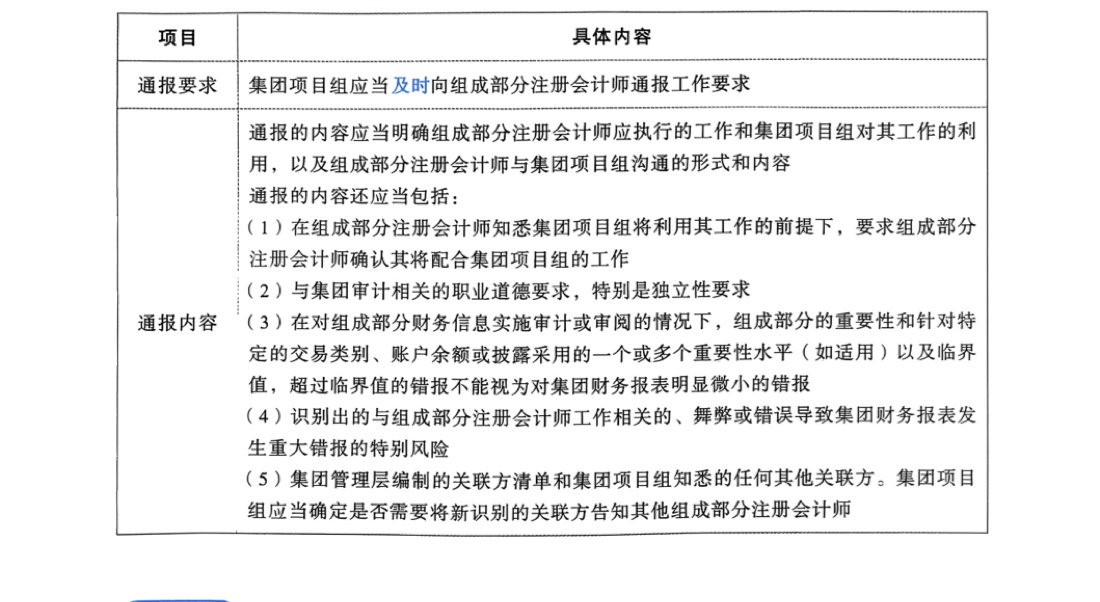 项目
具体内容
通报要求
集团项目组应当及时向组成部分注册会计师通报工作要求
通报内容
通报的内容应当明确组成部分注册会计师应执行的工作和集团项目组对其工作的利
用，以及组成部分注册会计师与集团项目组沟通的形式和内容
通报的内容还应当包括：
（1）在组成部分注册会计师知悉集团项目组将利用其工作的前提下，要求组成部分
注册会计师确认其将配合集团项目组的工作
（2）与集团审计相关的职业道德要求，特别是独立性要求
（3）在对组成部分财务信息实施审计或审阅的情况下，组成部分的重要性和针对特
定的交易类别、账户余额或披露采用的一个或多个重要性水平（如适用）以及临界
值，超过临界值的错报不能视为对集团财务报表明显微小的错报
（4）识别出的与组成部分注册会计师工作相关的、舞弊或错误导致集团财务报表发
生重大错报的特别风险
（5）集团管理层编制的关联方清单和集团项目组知悉的任何其他关联方。集团项目
组应当确定是否需要将新识别的关联方告知其他组成部分注册会计师